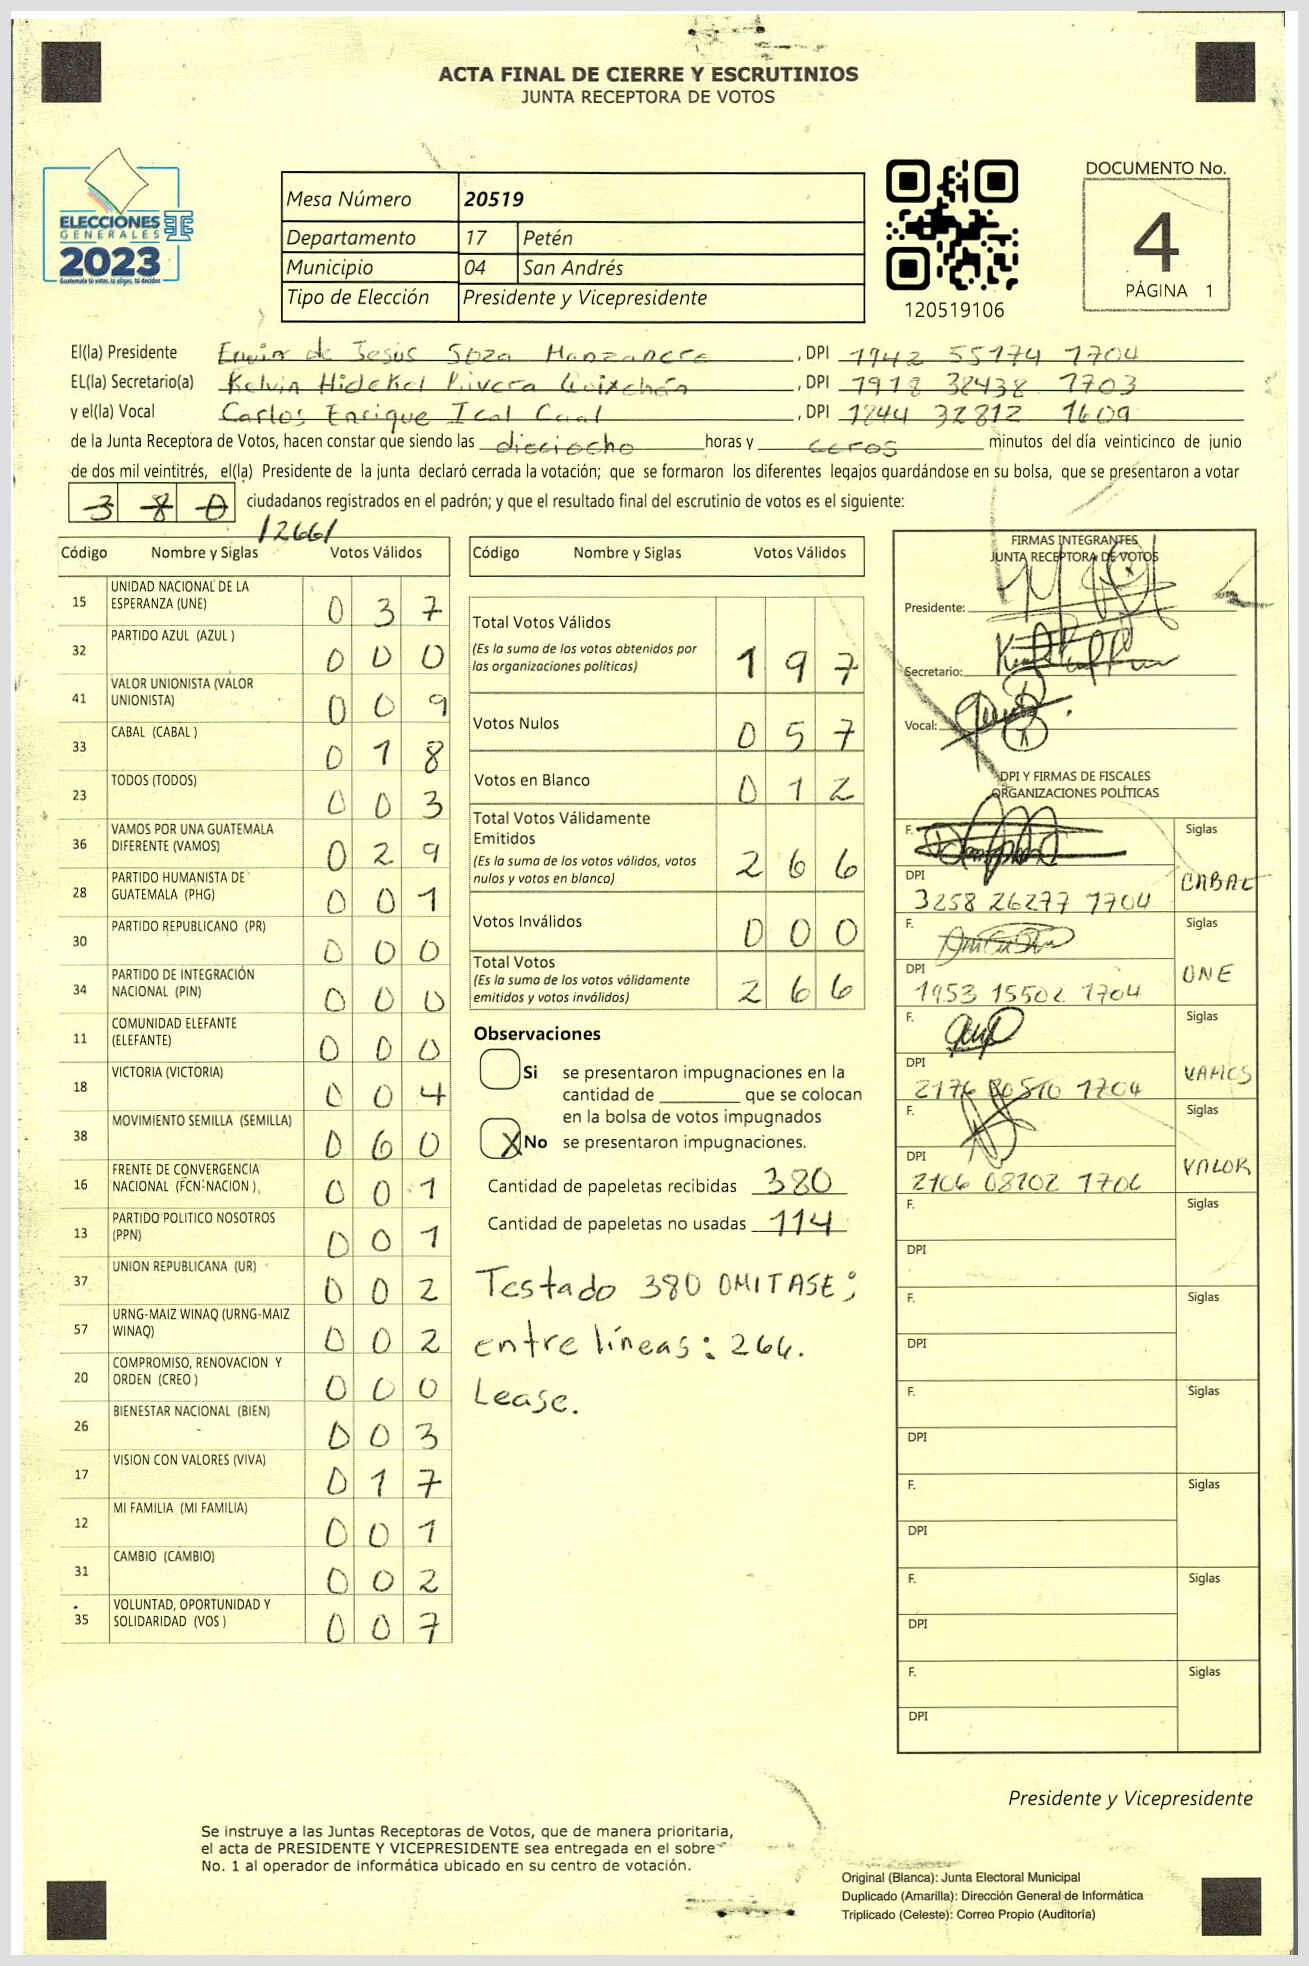 ACTA FINAL DE CIERRE Y ESCRUTINIOS
JUNTA RECEPTORA DE VOTOS
ELECCIONES
GENERALES
2023
Guatemala tú votas, tú eliges, tú decides
Mesa Número 20519
Departamento 17 Petén
Municipio 04 San Andrés
Tipo de Elección Presidente y Vicepresidente
120519106
DOCUMENTO No.
4
PÁGINA 1
El(la) Presidente Erwin de Jesús Soza Manzanero, DPI 1942 55174 1704
EL(la) Secretario(a) Kelvin Hidekel Rivera Quixchán, DPI 1918 38438 1703
y el(la) Vocal Carlos Enrique Ical Caal, DPI 1844 32812 1609
de la Junta Receptora de Votos, hacen constar que siendo las dieciocho horas y ceros minutos del día veinticinco de junio
de dos mil veintitrés, el(la) Presidente de la junta declaró cerrada la votación; que se formaron los diferentes legajos guardándose en su bolsa, que se presentaron a votar
3 8 0 ciudadanos registrados en el padrón; y que el resultado final del escrutinio de votos es el siguiente:
/266/
Código Nombre y Siglas Votos Válidos
15 UNIDAD NACIONAL DE LA ESPERANZA (UNE) 0 3 7
32 PARTIDO AZUL (AZUL ) 0 0 0
41 VALOR UNIONISTA (VALOR UNIONISTA) 0 0 9
33 CABAL (CABAL ) 0 1 8
23 TODOS (TODOS) 0 0 3
36 VAMOS POR UNA GUATEMALA DIFERENTE (VAMOS) 0 2 9
28 PARTIDO HUMANISTA DE GUATEMALA (PHG) 0 0 1
30 PARTIDO REPUBLICANO (PR) 0 0 0
34 PARTIDO DE INTEGRACIÓN NACIONAL (PIN) 0 0 0
11 COMUNIDAD ELEFANTE (ELEFANTE) 0 0 0
18 VICTORIA (VICTORIA) 0 0 4
38 MOVIMIENTO SEMILLA (SEMILLA) 0 6 0
16 FRENTE DE CONVERGENCIA NACIONAL (FCN-NACION ) 0 0 1
13 PARTIDO POLITICO NOSOTROS (PPN) 0 0 1
37 UNION REPUBLICANA (UR) 0 0 2
57 URNG-MAIZ WINAQ (URNG-MAIZ WINAQ) 0 0 2
20 COMPROMISO, RENOVACION Y ORDEN (CREO ) 0 0 0
26 BIENESTAR NACIONAL (BIEN) 0 0 3
17 VISION CON VALORES (VIVA) 0 1 7
12 MI FAMILIA (MI FAMILIA) 0 0 1
31 CAMBIO (CAMBIO) 0 0 2
35 VOLUNTAD, OPORTUNIDAD Y SOLIDARIDAD (VOS ) 0 0 7
Código Nombre y Siglas Votos Válidos
Total Votos Válidos
(Es la suma de los votos obtenidos por
las organizaciones políticas) 1 9 7
Votos Nulos 0 5 7
Votos en Blanco 0 1 2
Total Votos Válidamente
Emitidos
(Es la suma de los votos válidos, votos
nulos y votos en blanco) 2 6 6
Votos Inválidos 0 0 0
Total Votos
(Es la suma de los votos válidamente
emitidos y votos inválidos) 2 6 6
Observaciones
Si se presentaron impugnaciones en la
cantidad de ________ que se colocan
en la bolsa de votos impugnados
X No se presentaron impugnaciones.
Cantidad de papeletas recibidas 380
Cantidad de papeletas no usadas 114
Testado 380 OMITASE;
entre líneas: 266.
Lease.
FIRMAS INTEGRANTES
JUNTA RECEPTORA DE VOTOS
Presidente:
Secretario:
Vocal:
DPI Y FIRMAS DE FISCALES
ORGANIZACIONES POLÍTICAS
F. Siglas
DPI CABAL
3258 26277 1704
F. Siglas
DPI UNE
1953 15502 1704
F. Siglas
DPI VAMOS
2176 80510 1704
F. Siglas
DPI VALOR
2106 08202 1706
F. Siglas
DPI
F. Siglas
DPI
F. Siglas
DPI
F. Siglas
DPI
F. Siglas
DPI
F. Siglas
DPI
Presidente y Vicepresidente
Se instruye a las Juntas Receptoras de Votos, que de manera prioritaria,
el acta de PRESIDENTE Y VICEPRESIDENTE sea entregada en el sobre
No. 1 al operador de informática ubicado en su centro de votación.
Original (Blanca): Junta Electoral Municipal
Duplicado (Amarilla): Dirección General de Informática
Triplicado (Celeste): Correo Propio (Auditoría)